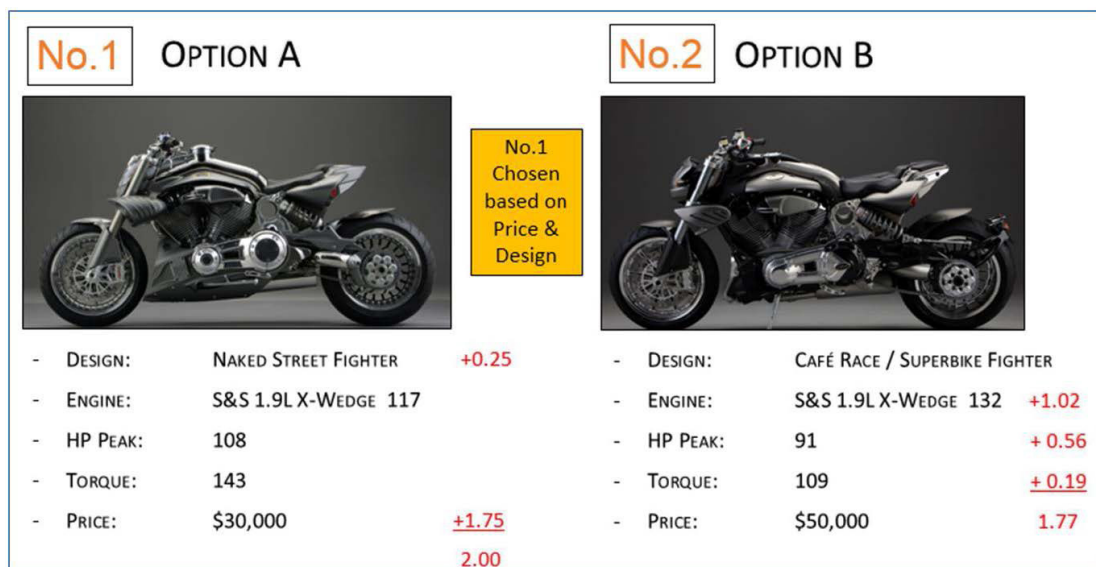 No.1 OPTION A
No.2 OPTION B
No.1
Chosen
based on
Price &
Design
- DESIGN: NAKED STREET FIGHTER +0.25
- ENGINE: S&S 1.9L X-WEDGE 117
- HP PEAK: 108
- TORQUE: 143
- PRICE: $30,000 +1.75
2.00
- DESIGN: CAFÉ RACE / SUPERBIKE FIGHTER
- ENGINE: S&S 1.9L X-WEDGE 132 +1.02
- HP PEAK: 91 + 0.56
- TORQUE: 109 + 0.19
- PRICE: $50,000 1.77